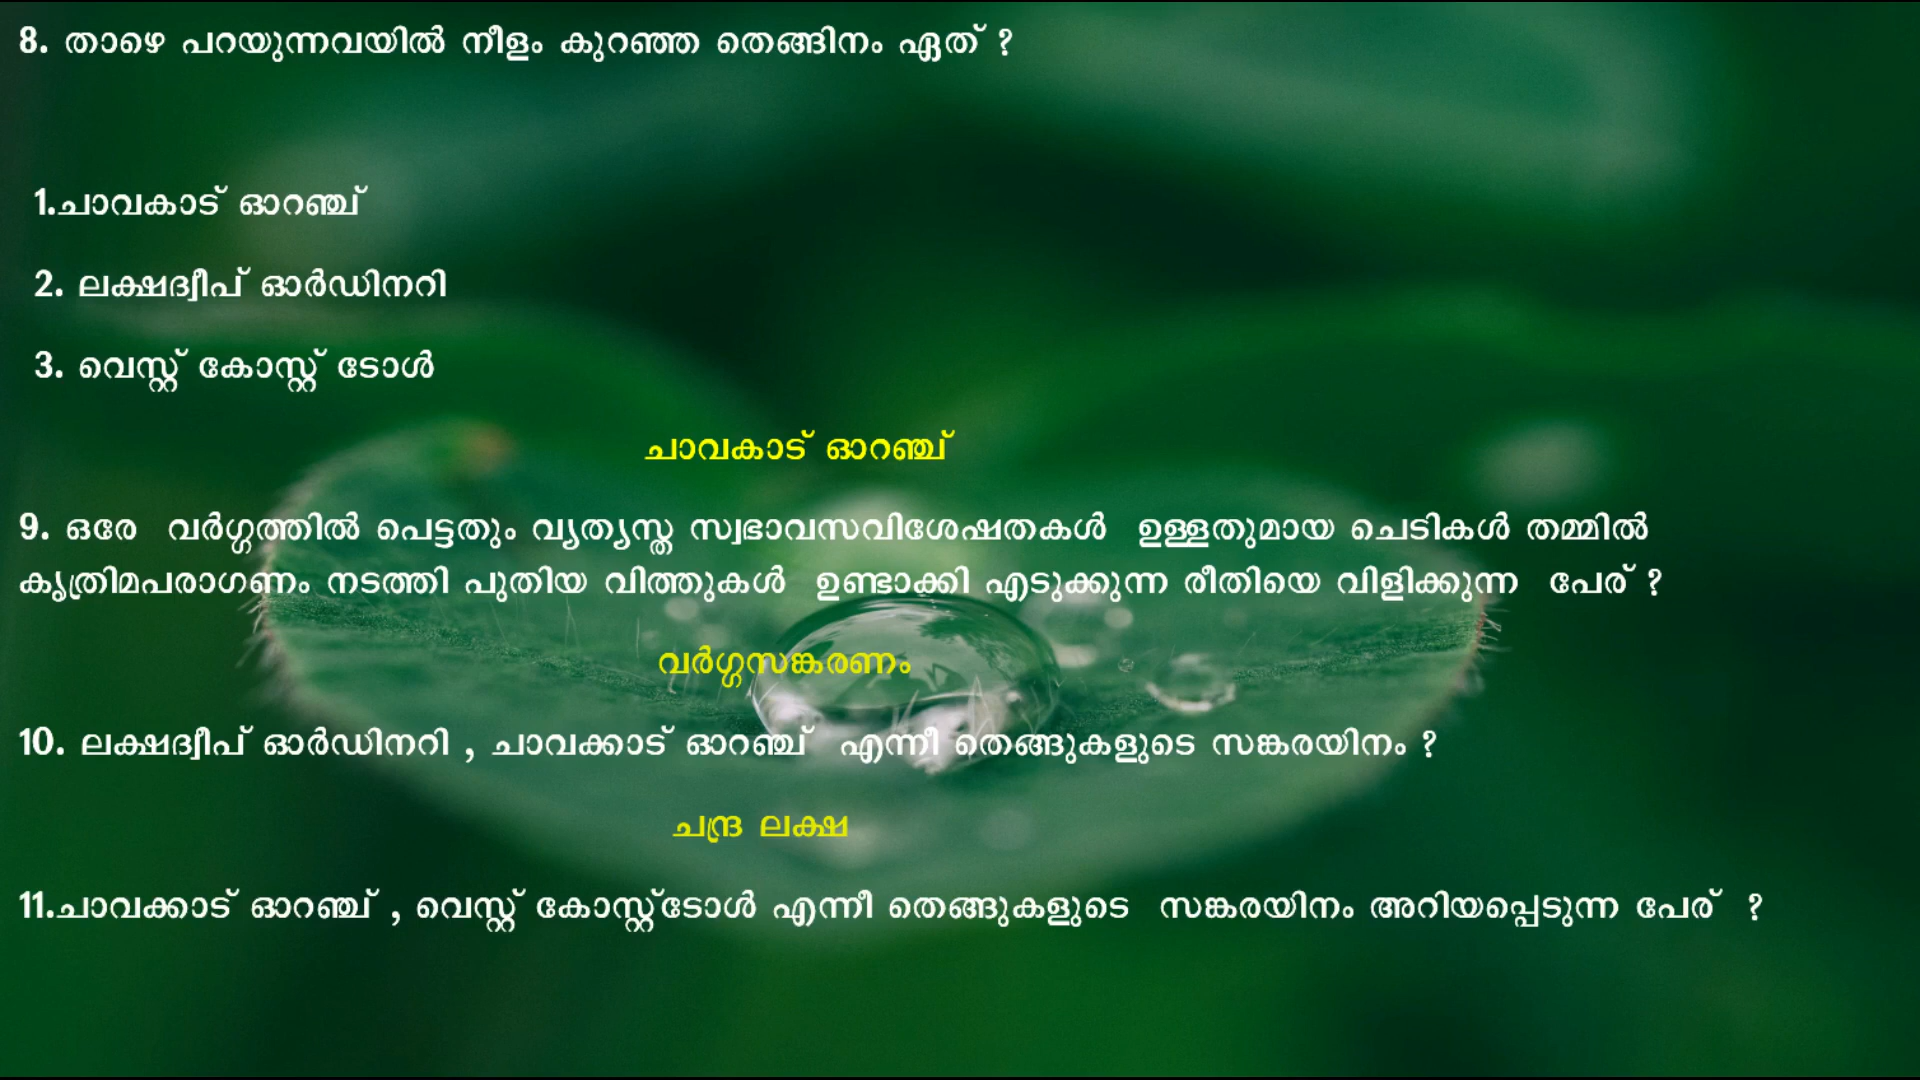 8. താഴെ പറയുന്നവയിൽ നീളം കുറഞ്ഞ തെങ്ങിനം ഏത് ?
1.ചാവകാട് ഓറഞ്ച്
2. ലക്ഷദ്വീപ് ഓർഡിനറി
3. വെസ്റ്റ് കോസ്റ്റ് ടോൾ
ചാവകാട് ഓറഞ്ച്
9. ഒരേ വർഗ്ഗത്തിൽ പെട്ടതും വ്യത്യസ്ത സ്വഭാവസവിശേഷതകൾ ഉള്ളതുമായ ചെടികൾ തമ്മിൽ
കൃത്രിമപരാഗണം നടത്തി പുതിയ വിത്തുകൾ ഉണ്ടാക്കി എടുക്കുന്ന രീതിയെ വിളിക്കുന്ന പേര് ?
വർഗ്ഗസങ്കരണം
10. ലക്ഷദ്വീപ് ഓർഡിനറി , ചാവക്കാട് ഓറഞ്ച് എന്നീ തെങ്ങുകളുടെ സങ്കരയിനം ?
ചന്ദ്ര ലക്ഷ
11.ചാവക്കാട് ഓറഞ്ച് , വെസ്റ്റ് കോസ്റ്റ്ടോൾ എന്നീ തെങ്ങുകളുടെ സങ്കരയിനം അറിയപ്പെടുന്ന പേര് ?